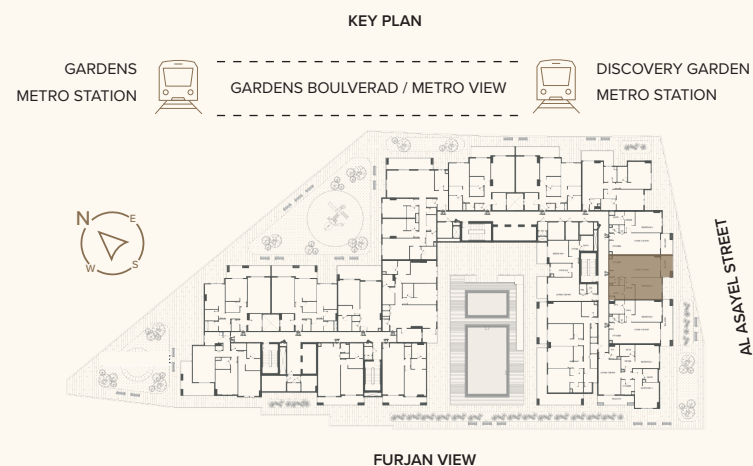 KEY PLAN
GARDENS
METRO STATION
GARDENS BOULVERAD / METRO VIEW
DISCOVERY GARDEN
METRO STATION
N
E
W
S
AL ASAYEL STREET
FURJAN VIEW